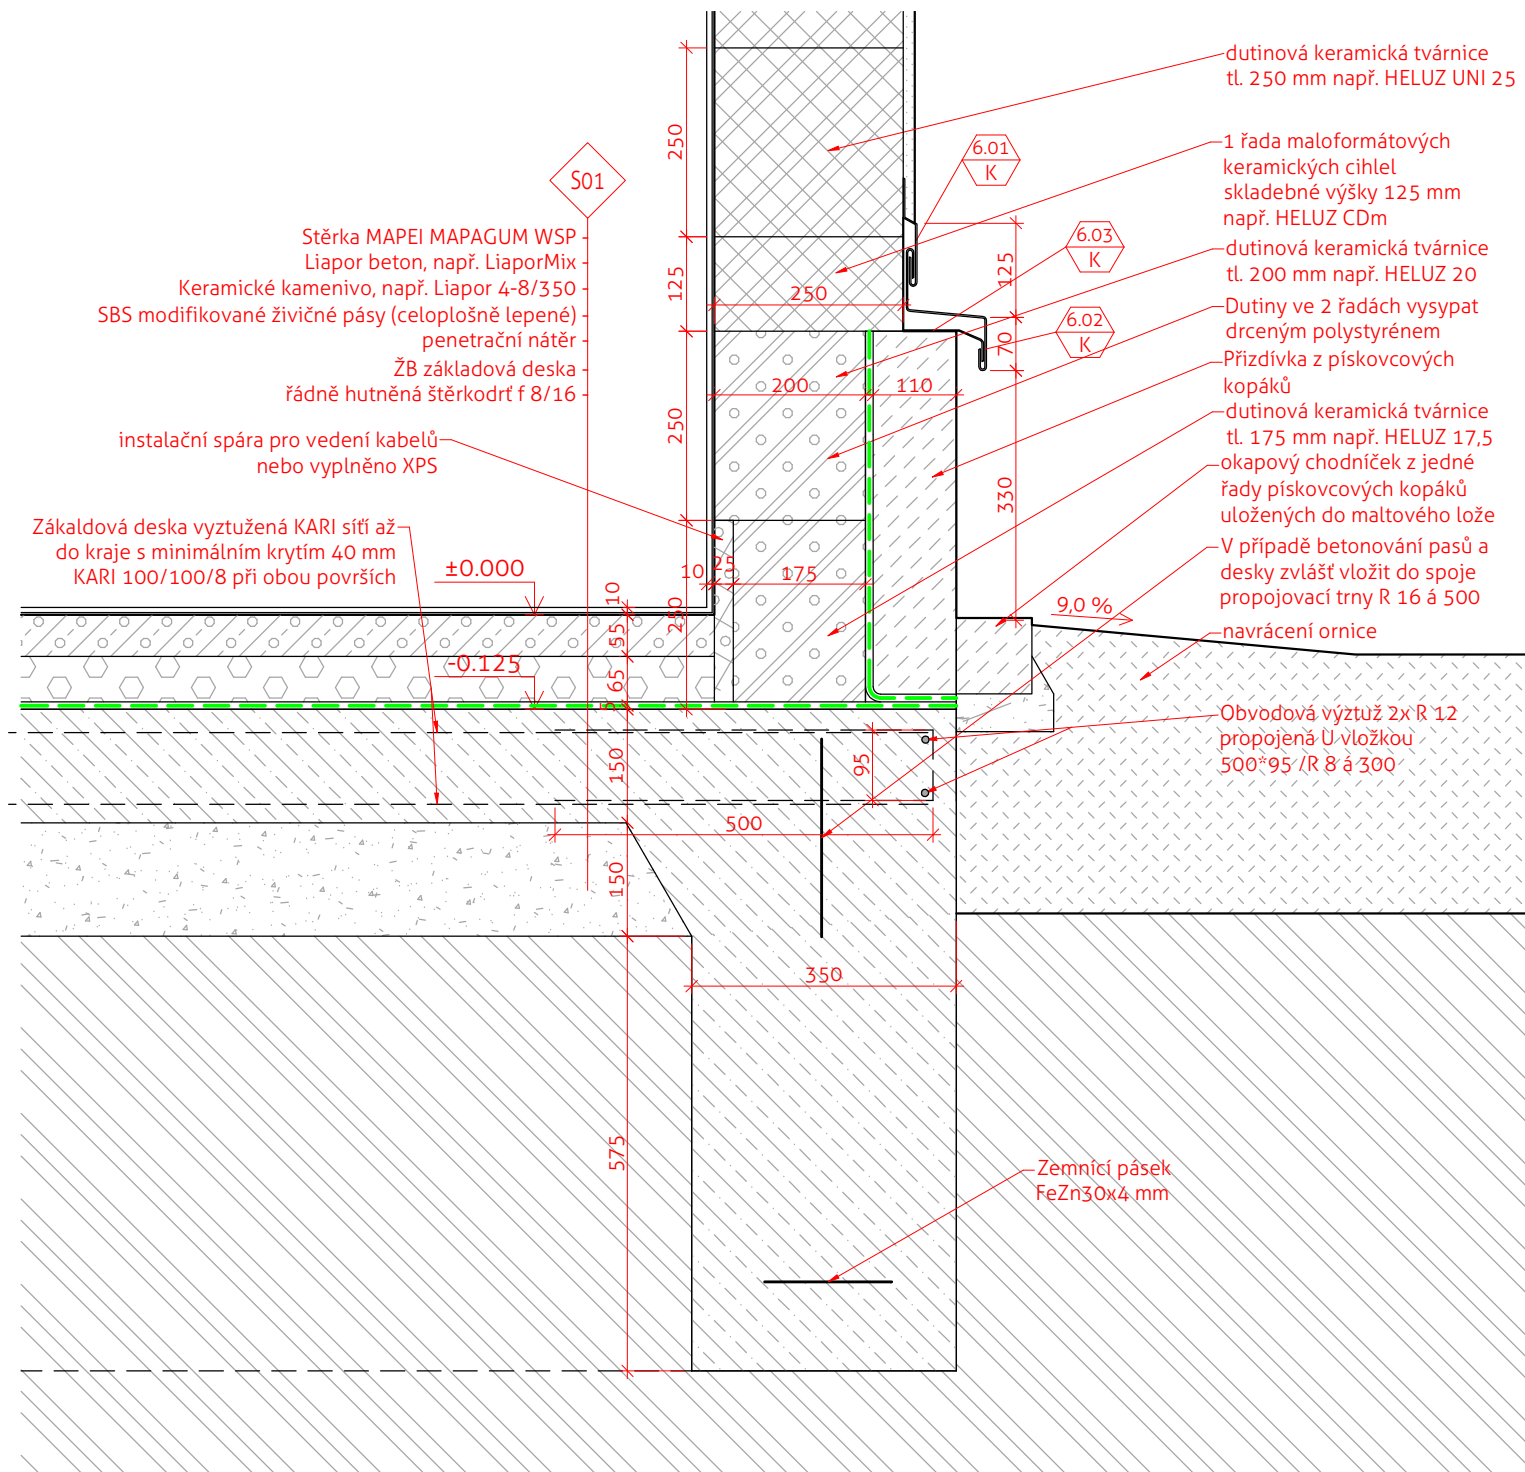 dutinová keramická tvárnice
tl. 250 mm např. HELUZ UNI 25
1 řada maloformátových
keramických cihlel
skladebné výšky 125 mm
např. HELUZ CDm
dutinová keramická tvárnice
tl. 200 mm např. HELUZ 20
Dutiny ve 2 řadách vysypat
drceným polystyrénem
Přizdívka z pískovcových
kopáků
dutinová keramická tvárnice
tl. 175 mm např. HELUZ 17,5
okapový chodníček z jedné
řady pískovcových kopáků
uložených do maltového lože
V případě betonování pasů a
desky zvlášť vložit do spoje
propojovací trny R 16 á 500
navrácení ornice
Obvodová výztuž 2x R 12
propojená U vložkou
500*95 /R 8 á 300
Zemnící pásek
FeZn30x4 mm
S01
Stěrka MAPEI MAPAGUM WSP
Liapor beton, např. LiaporMix
Keramické kamenivo, např. Liapor 4-8/350
SBS modifikované živičné pásy (celoplošně lepené)
penetrační nátěr
ŽB základová deska
řádně hutněná štěrkodrť f 8/16
instalační spára pro vedení kabelů
nebo vyplněno XPS
Zákaldová deska vyztužená KARI sítí až
do kraje s minimálním krytím 40 mm
KARI 100/100/8 při obou površích
±0.000
-0.125
6.01
K
6.03
K
6.02
K
250
125
250
250
250
200
110
10
25
175
125
70
330
9,0 %
10
55
65
5
150
150
575
95
500
350